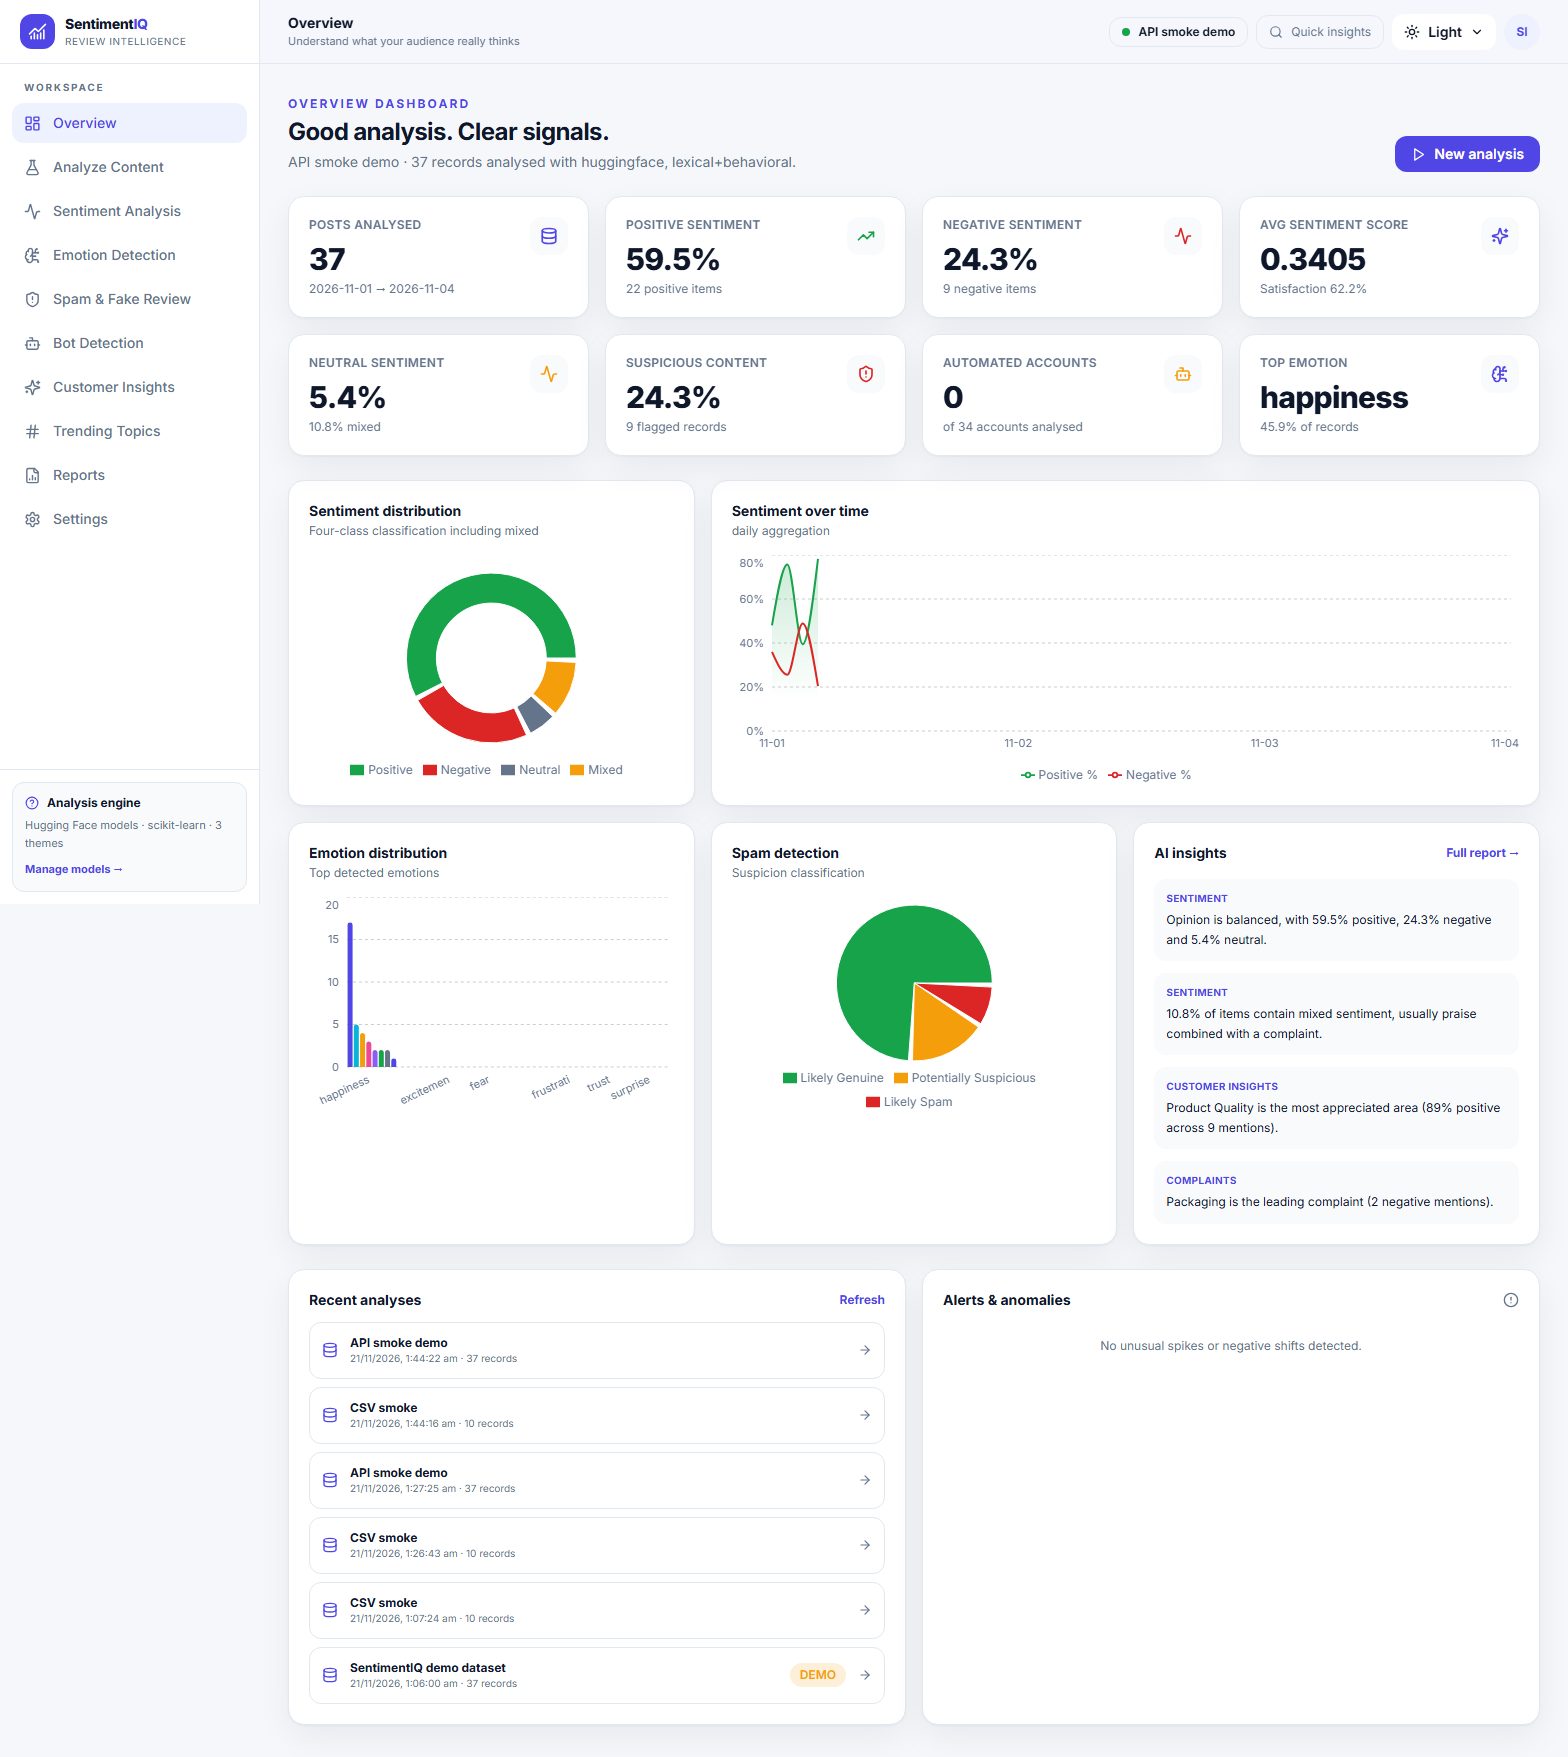 SentimentIQ
REVIEW INTELLIGENCE
WORKSPACE
Overview
Analyze Content
Sentiment Analysis
Emotion Detection
Spam & Fake Review
Bot Detection
Customer Insights
Trending Topics
Reports
Settings
Analysis engine
Hugging Face models · scikit-learn · 3
themes
Manage models →
Overview
Understand what your audience really thinks
API smoke demo
Quick insights
Light
SI
OVERVIEW DASHBOARD
Good analysis. Clear signals.
API smoke demo · 37 records analysed with huggingface, lexical+behavioral.
New analysis
POSTS ANALYSED
37
2026-11-01 → 2026-11-04
POSITIVE SENTIMENT
59.5%
22 positive items
NEGATIVE SENTIMENT
24.3%
9 negative items
AVG SENTIMENT SCORE
0.3405
Satisfaction 62.2%
NEUTRAL SENTIMENT
5.4%
10.8% mixed
SUSPICIOUS CONTENT
24.3%
9 flagged records
AUTOMATED ACCOUNTS
0
of 34 accounts analysed
TOP EMOTION
happiness
45.9% of records
Sentiment distribution
Four-class classification including mixed
Positive Negative Neutral Mixed
Sentiment over time
daily aggregation
80%
60%
40%
20%
0%
11-01 11-02 11-03 11-04
Positive % Negative %
Emotion distribution
Top detected emotions
20
15
10
5
0
happiness excitemen fear frustrati trust surprise
Spam detection
Suspicion classification
Likely Genuine Potentially Suspicious
Likely Spam
AI insights
Full report →
SENTIMENT
Opinion is balanced, with 59.5% positive, 24.3% negative
and 5.4% neutral.
SENTIMENT
10.8% of items contain mixed sentiment, usually praise
combined with a complaint.
CUSTOMER INSIGHTS
Product Quality is the most appreciated area (89% positive
across 9 mentions).
COMPLAINTS
Packaging is the leading complaint (2 negative mentions).
Recent analyses
Refresh
API smoke demo
21/11/2026, 1:44:22 am · 37 records
CSV smoke
21/11/2026, 1:44:16 am · 10 records
API smoke demo
21/11/2026, 1:27:25 am · 37 records
CSV smoke
21/11/2026, 1:26:43 am · 10 records
CSV smoke
21/11/2026, 1:07:24 am · 10 records
SentimentIQ demo dataset
21/11/2026, 1:06:00 am · 37 records
DEMO
Alerts & anomalies
No unusual spikes or negative shifts detected.